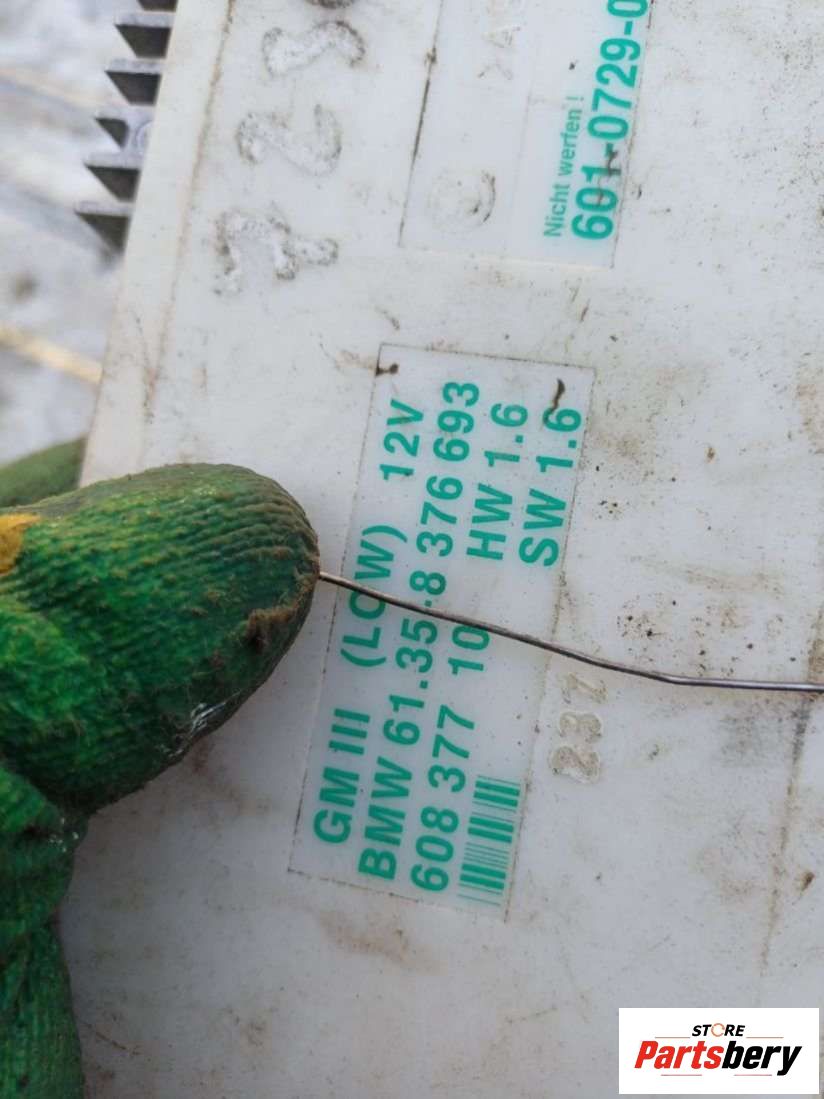 Nicht werfen !
601-0729-0
GM III (LOW) 12V
BMW 61.35-8 376 693
608 377 10 HW 1.6
SW 1.6
237
STORE
Partsbery